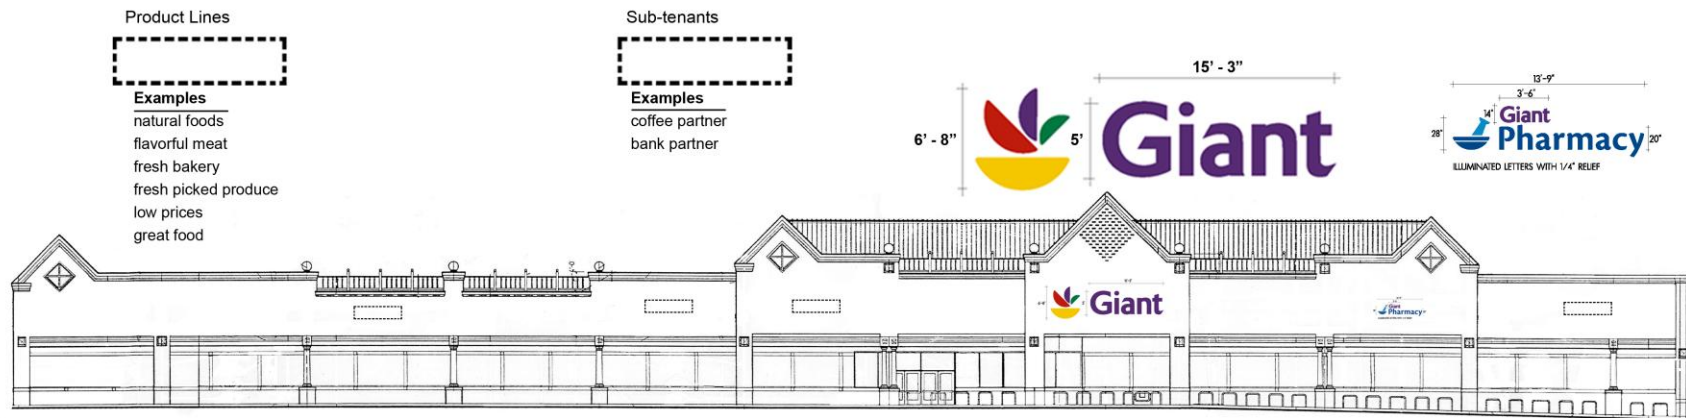 Product Lines
Examples
natural foods
flavorful meat
fresh bakery
fresh picked produce
low prices
great food
Sub-tenants
Examples
coffee partner
bank partner
15' - 3"
6' - 8"
5'
Giant
13'-9"
3'-6"
14"
28"
Giant
Pharmacy
20"
ILLUMINATED LETTERS WITH 1/4" RELIEF
Giant
Giant
Pharmacy